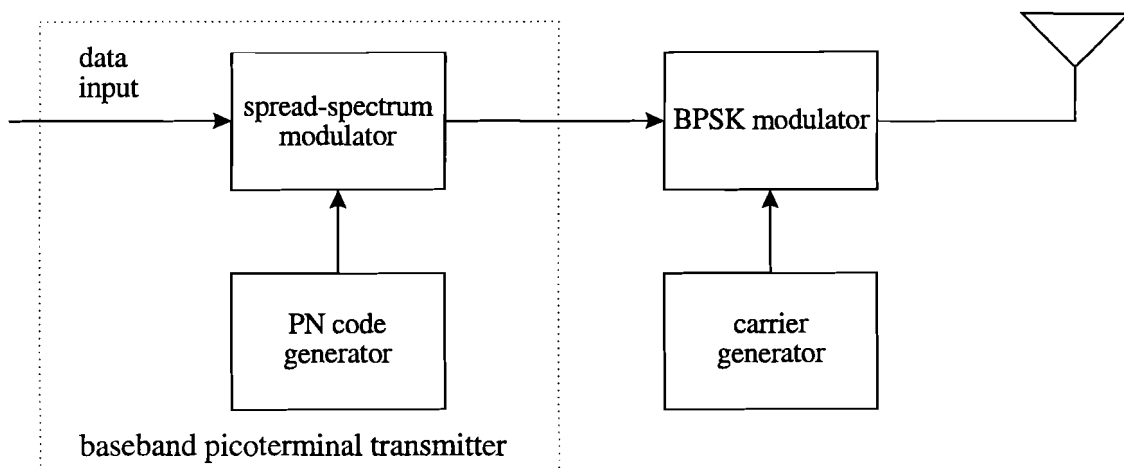 data
input
spread-spectrum
modulator
BPSK modulator
PN code
generator
carrier
generator
baseband picoterminal transmitter